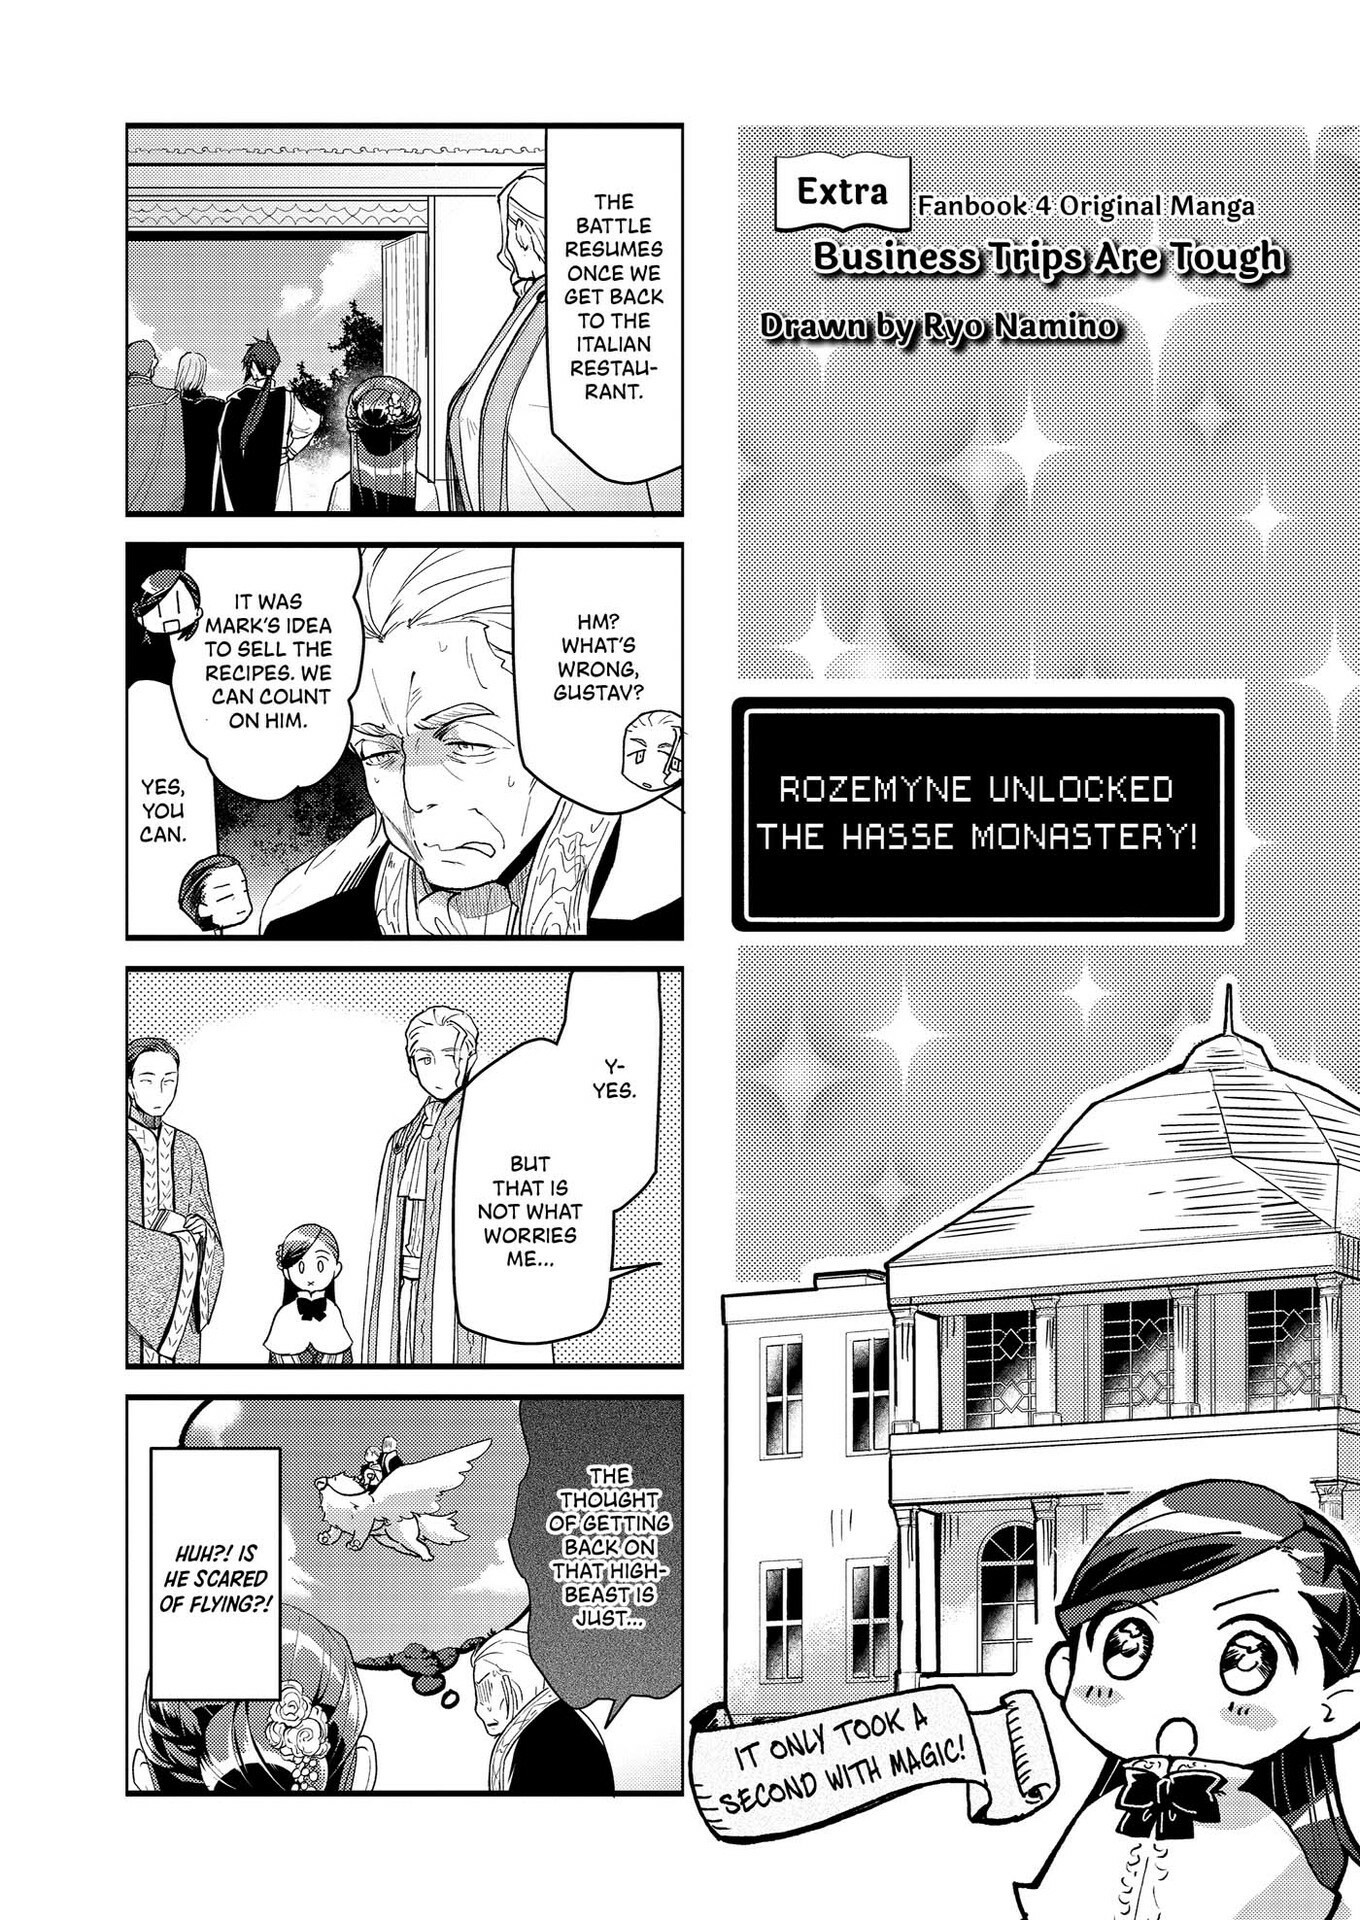 Extra
Fanbook 4 Original Manga
Business Trips Are Tough
Drawn by Ryo Namino
ROZEMYNE UNLOCKED
THE HASSE MONASTERY!
IT ONLY TOOK A
SECOND WITH MAGIC!
THE
BATTLE
RESUMES
ONCE WE
GET BACK
TO THE
ITALIAN
RESTAU-
RANT.
HM?
WHAT'S
WRONG,
GUSTAV?
IT WAS
MARK'S IDEA
TO SELL THE
RECIPES. WE
CAN COUNT
ON HIM.
YES,
YOU
CAN.
Y-
YES.
BUT
THAT IS
NOT WHAT
WORRIES
ME...
THE
THOUGHT
OF GETTING
BACK ON
THAT HIGH-
BEAST IS
JUST...
HUH?! IS
HE SCARED
OF FLYING?!